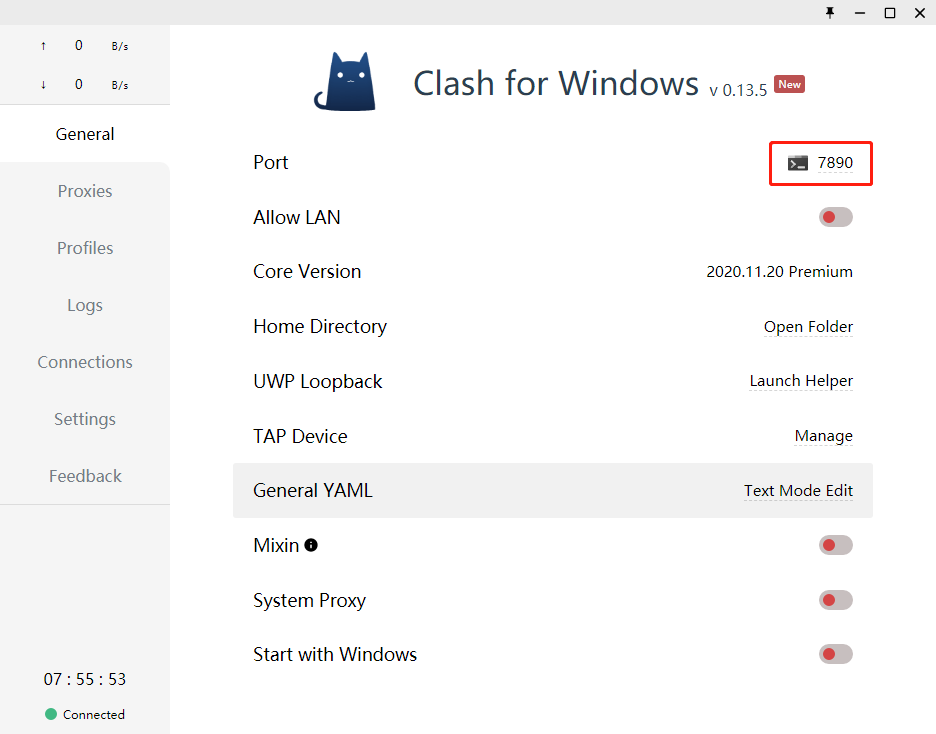 ↑ 0 B/s
↓ 0 B/s
General
Proxies
Profiles
Logs
Connections
Settings
Feedback
07 : 55 : 53
Connected
Clash for Windows v 0.13.5 New
Port 7890
Allow LAN
Core Version 2020.11.20 Premium
Home Directory Open Folder
UWP Loopback Launch Helper
TAP Device Manage
General YAML Text Mode Edit
Mixin
System Proxy
Start with Windows